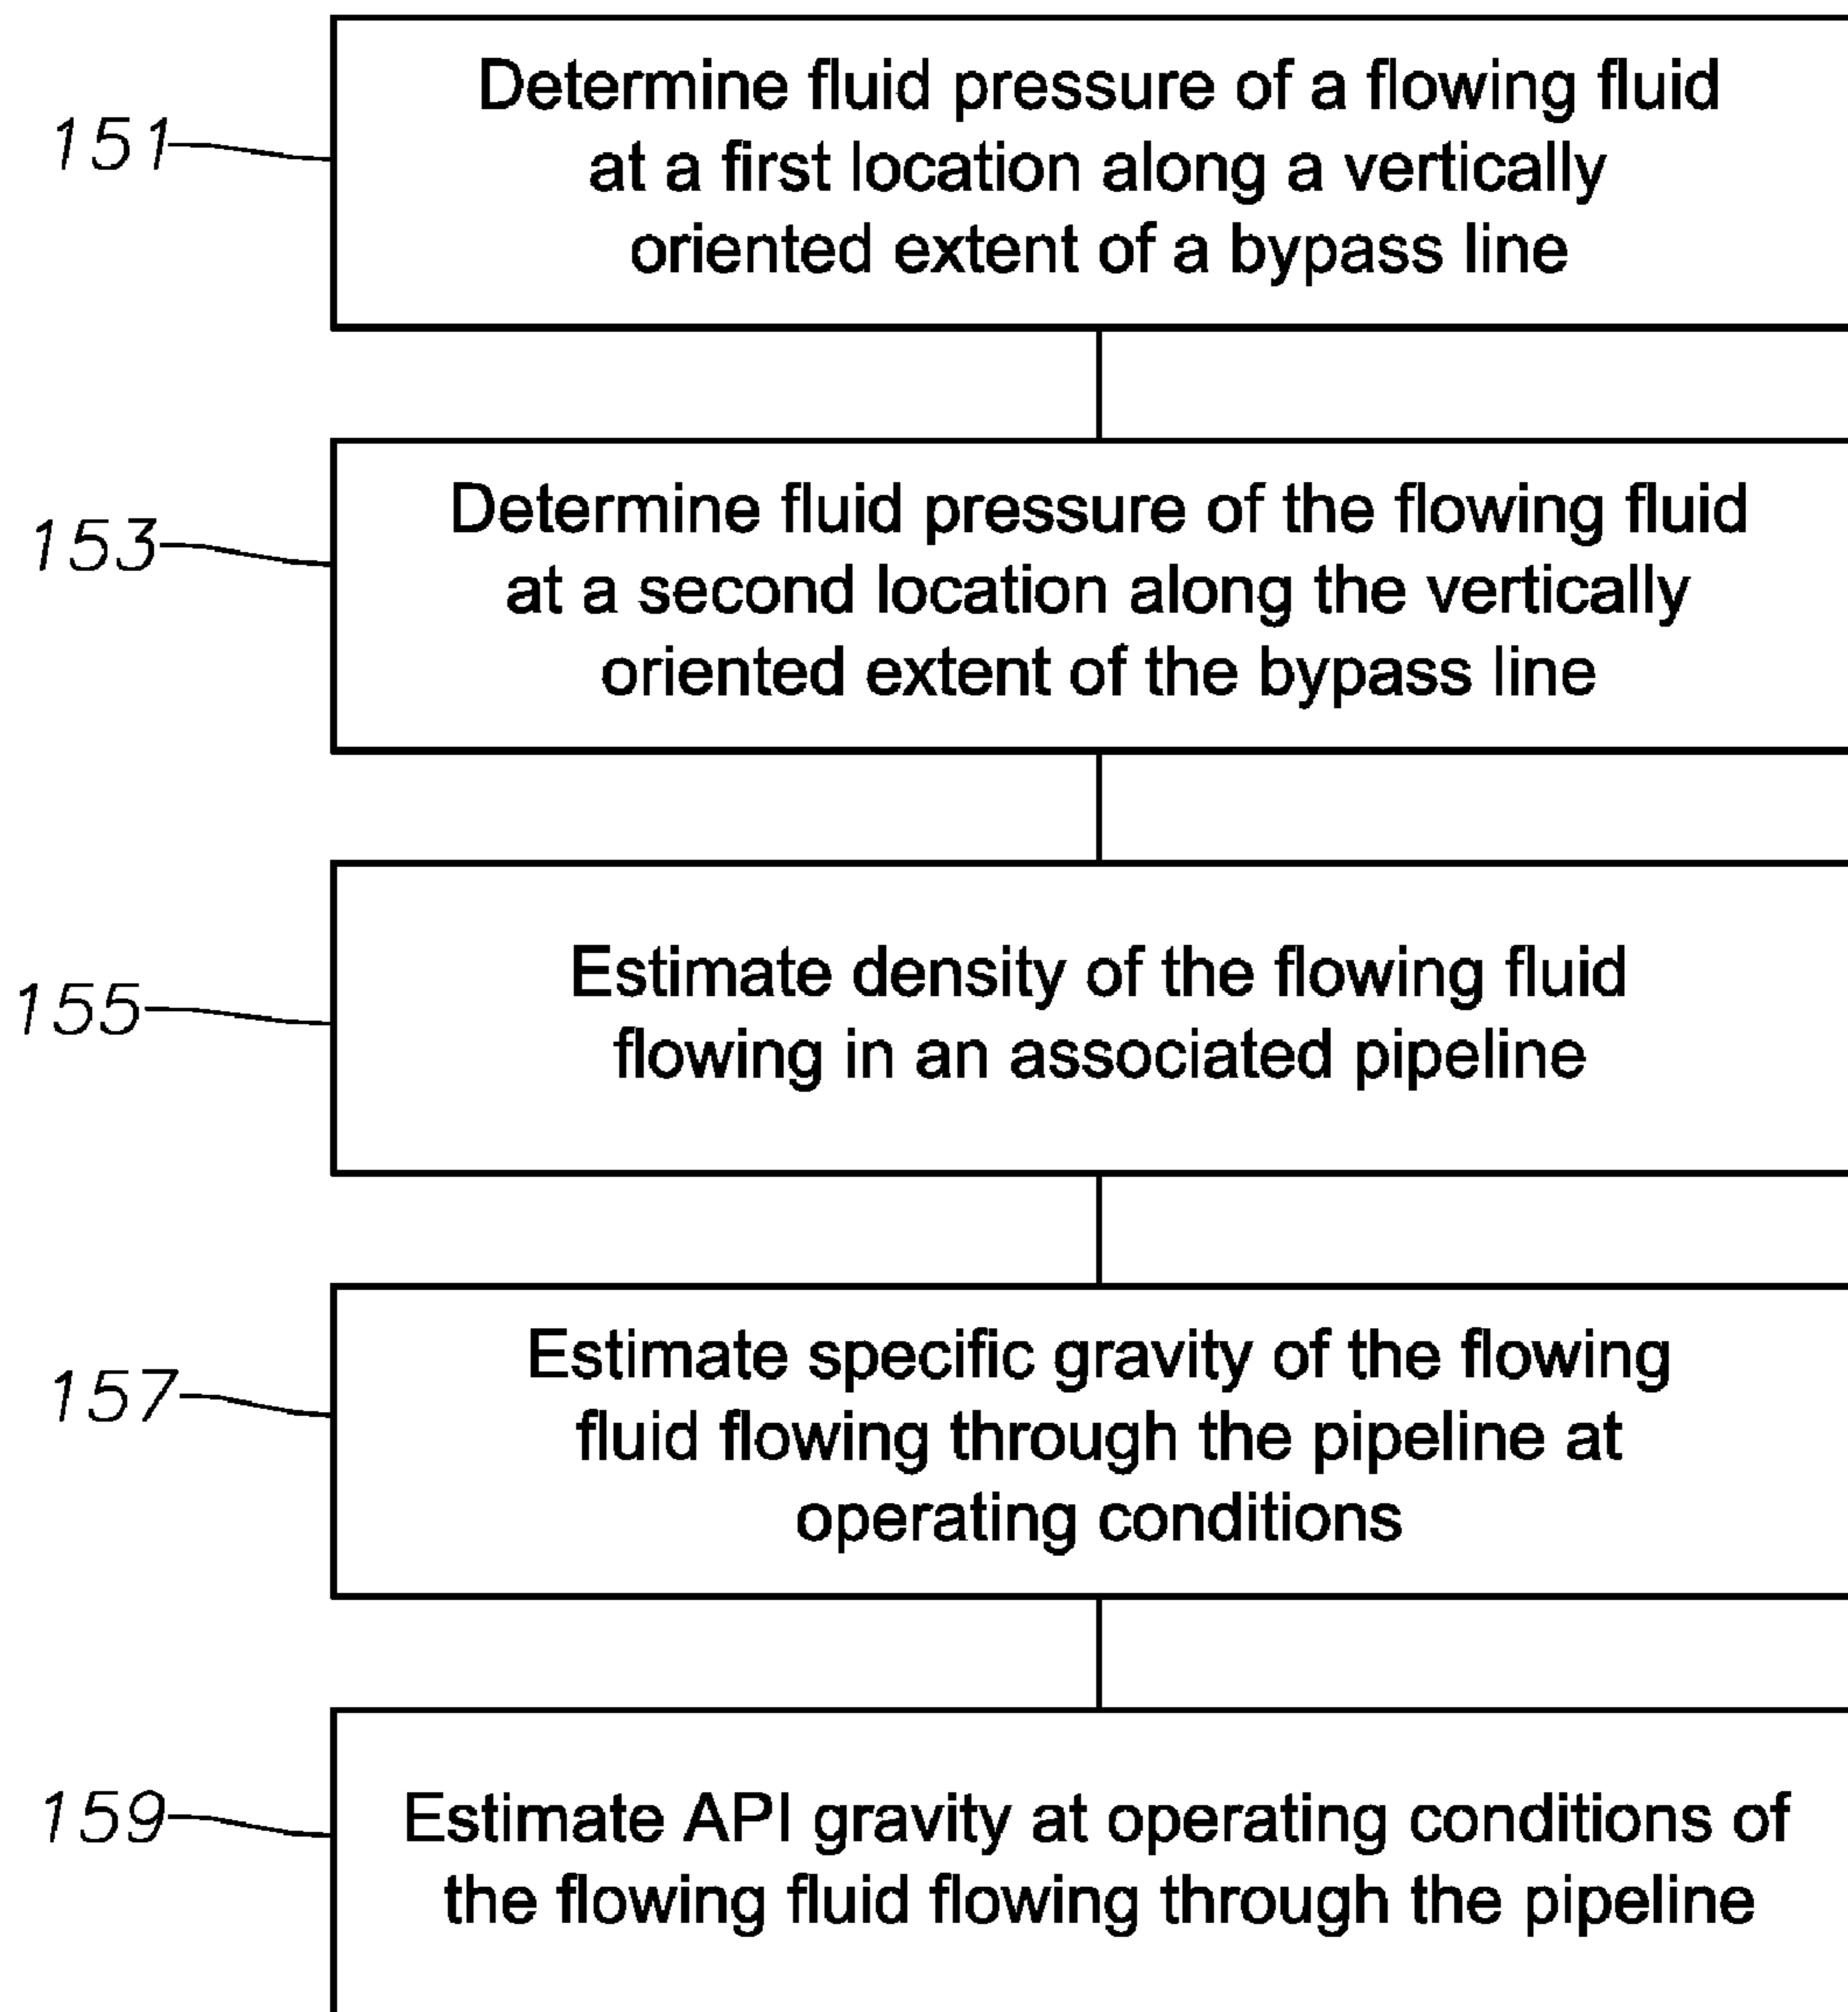 151
Determine fluid pressure of a flowing fluid
at a first location along a vertically
oriented extent of a bypass line
153
Determine fluid pressure of the flowing fluid
at a second location along the vertically
oriented extent of the bypass line
155
Estimate density of the flowing fluid
flowing in an associated pipeline
157
Estimate specific gravity of the flowing
fluid flowing through the pipeline at
operating conditions
159
Estimate API gravity at operating conditions of
the flowing fluid flowing through the pipeline